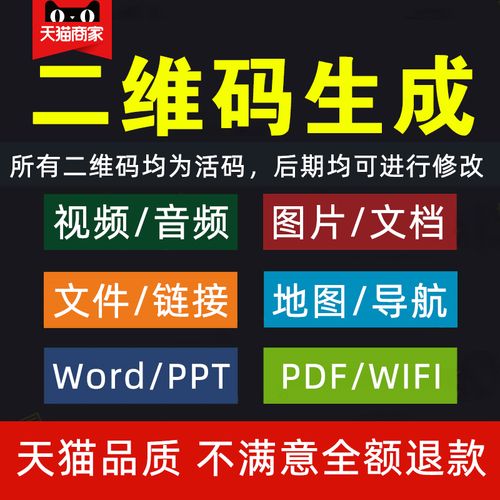 天猫商家
二维码生成
所有二维码均为活码，后期均可进行修改
视频/音频 图片/文档
文件/链接 地图/导航
Word/PPT PDF/WIFI
天猫品质 不满意全额退款